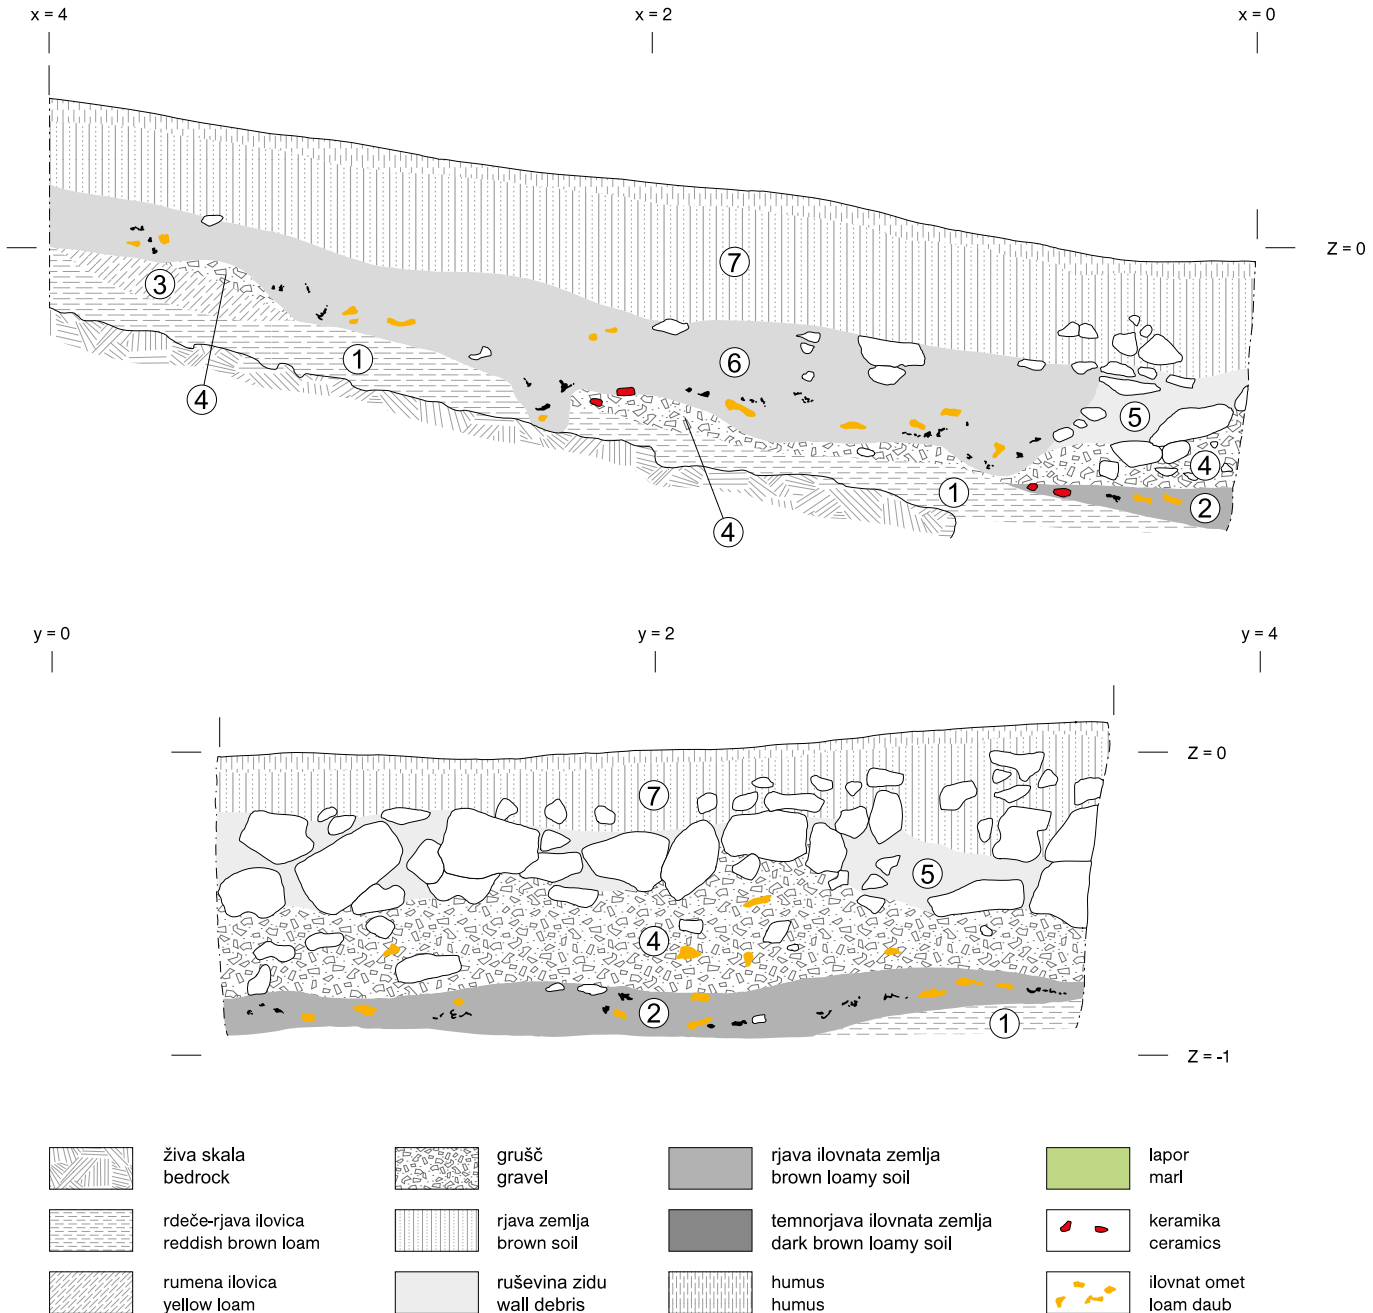 x = 4 x = 2 x = 0
Z = 0
7
3
6
1
4
5
4
1
2
4
y = 0 y = 2 y = 4
Z = 0
7
5
4
2
1
Z = -1
živa skala
bedrock
grušč
gravel
rjava ilovnata zemlja
brown loamy soil
lapor
marl
rdeče-rjava ilovica
reddish brown loam
rjava zemlja
brown soil
temnorjava ilovnata zemlja
dark brown loamy soil
keramika
ceramics
rumena ilovica
yellow loam
ruševina zidu
wall debris
humus
humus
ilovnat omet
loam daub